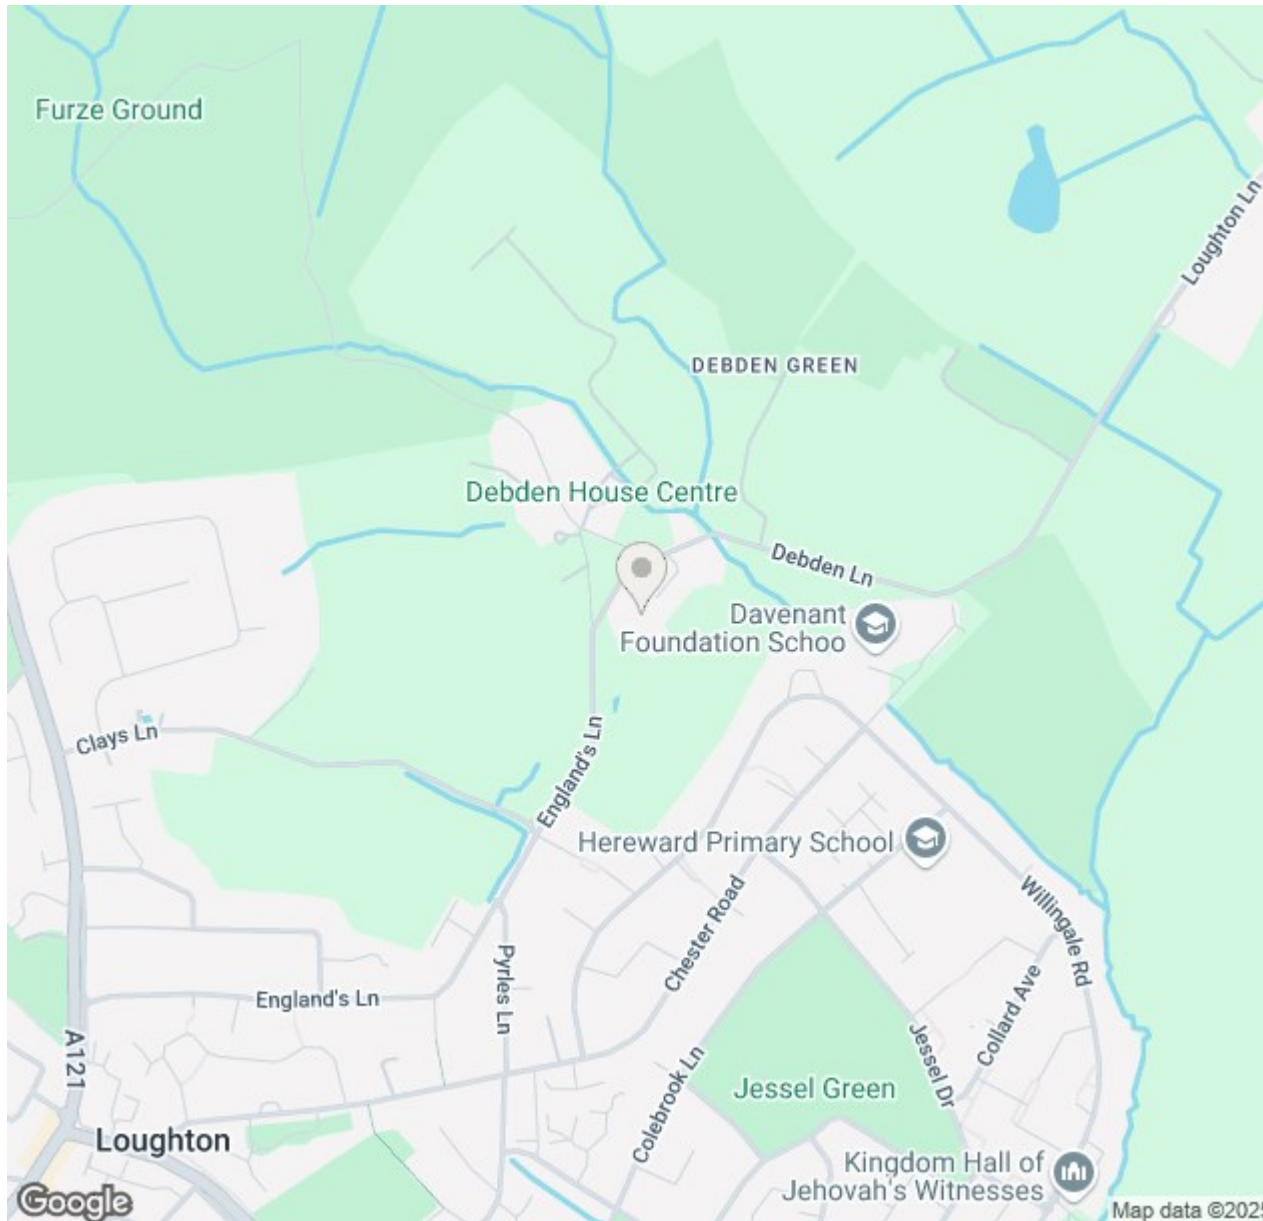 Furze Ground
Loughton Ln
DEBDEN GREEN
Debden House Centre
Debden Ln
Davenant
Foundation Schoo
Clays Ln
England's Ln
Hereward Primary School
Willingale Rd
Chester Road
Pyrles Ln
England's Ln
Collard Ave
A121
Jessel Dr
Colebrook Ln
Jessel Green
Loughton
Kingdom Hall of
Jehovah's Witnesses
Google
Map data ©2025